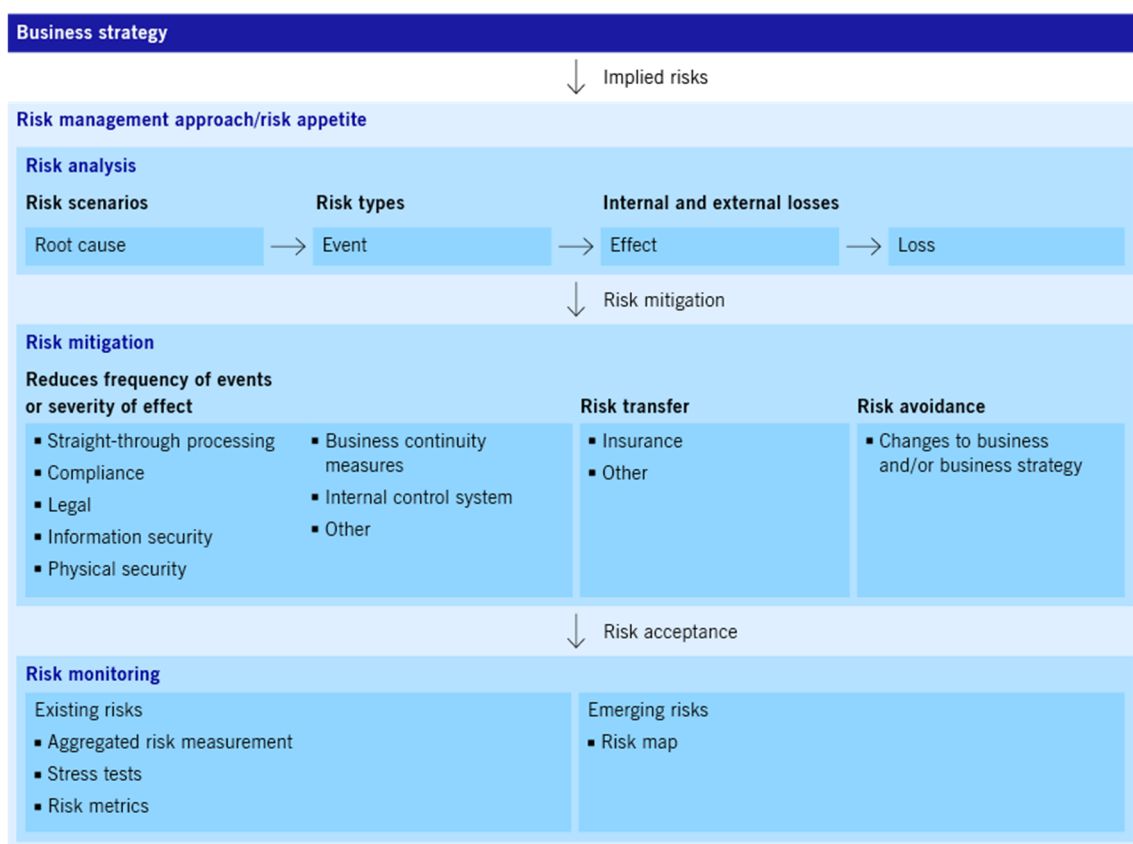 Business strategy
Implied risks
Risk management approach/risk appetite
Risk analysis
Risk scenarios
Risk types
Internal and external losses
Root cause
Event
Effect
Loss
Risk mitigation
Risk mitigation
Reduces frequency of events
or severity of effect
▪ Straight-through processing
▪ Compliance
▪ Legal
▪ Information security
▪ Physical security
▪ Business continuity
measures
▪ Internal control system
▪ Other
Risk transfer
▪ Insurance
▪ Other
Risk avoidance
▪ Changes to business
and/or business strategy
Risk acceptance
Risk monitoring
Existing risks
▪ Aggregated risk measurement
▪ Stress tests
▪ Risk metrics
Emerging risks
▪ Risk map